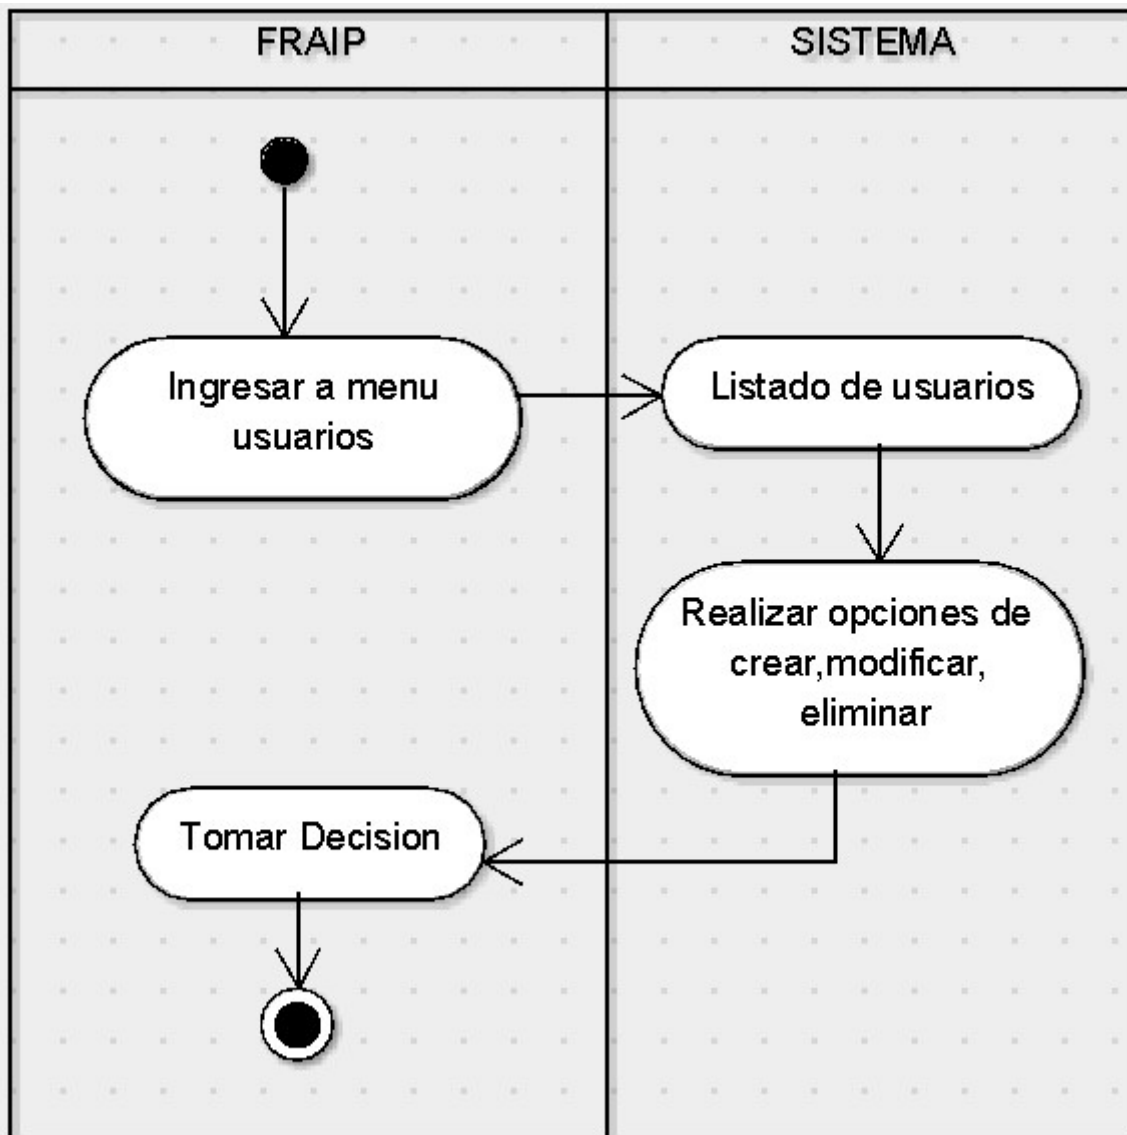 FRAIP
SISTEMA
Ingresar a menu
usuarios
Listado de usuarios
Realizar opciones de
crear,modificar,
eliminar
Tomar Decision